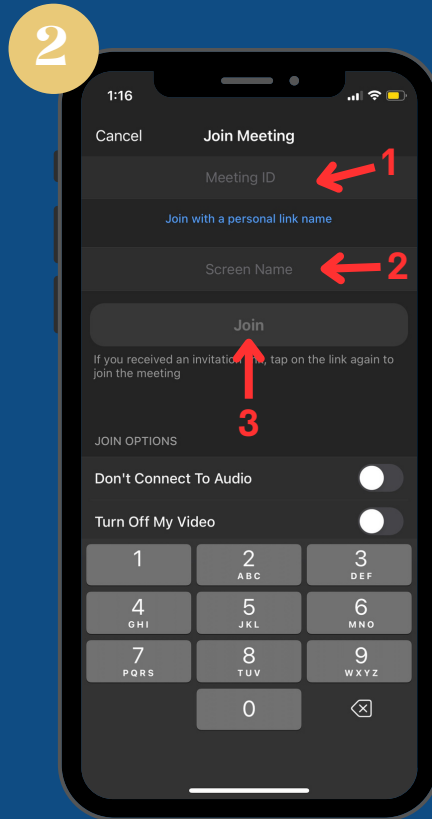 2
1:16
Cancel Join Meeting
Meeting ID 1
Join with a personal link name
Screen Name 2
Join
If you received an invitation link, tap on the link again to
join the meeting
3
JOIN OPTIONS
Don't Connect To Audio
Turn Off My Video
1 2 3
ABC DEF
4 5 6
GHI JKL MNO
7 8 9
PQRS TUV WXYZ
0